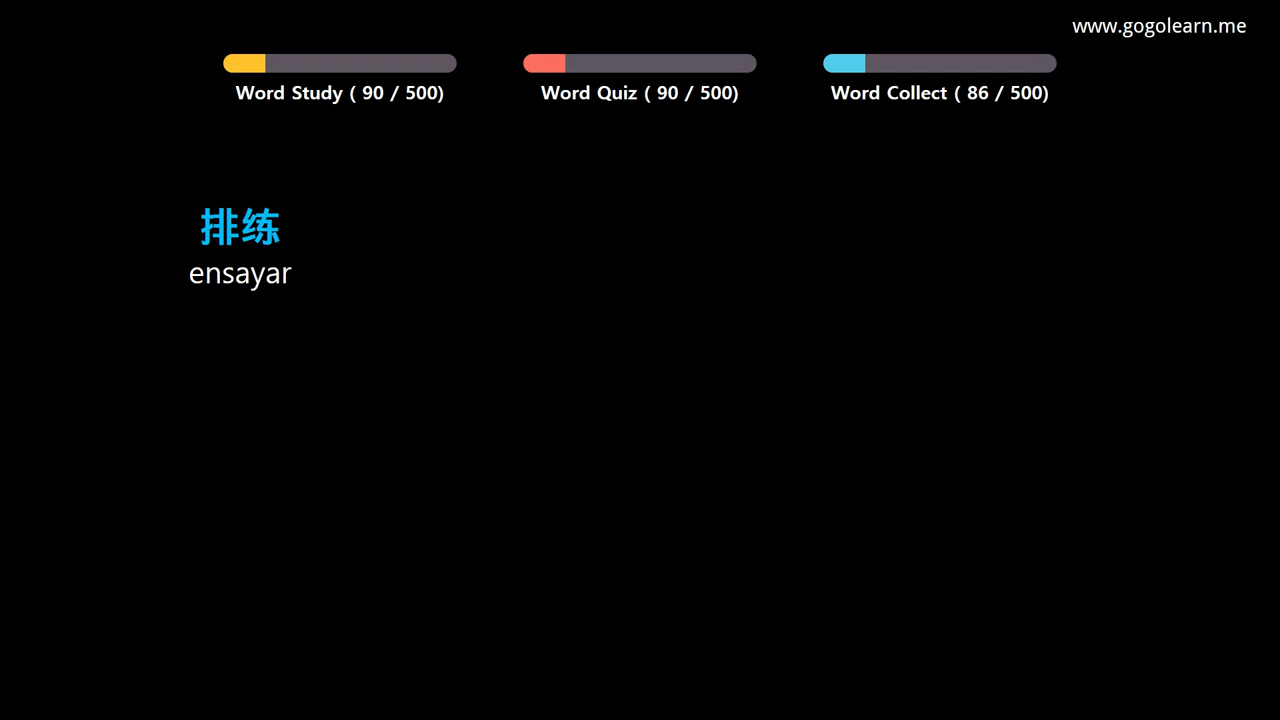 www.gogolearn.me
Word Study ( 90 / 500)
Word Quiz ( 90 / 500)
Word Collect ( 86 / 500)
排练
ensayar